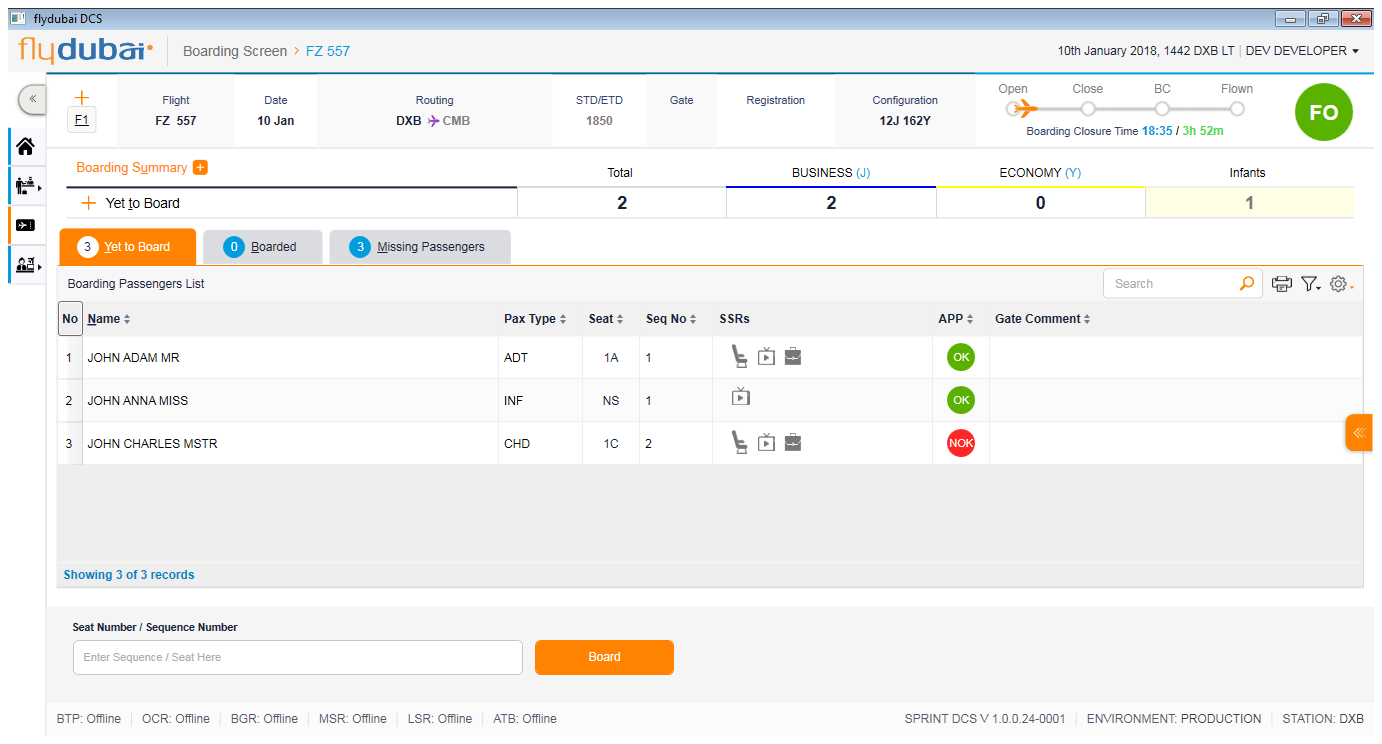 flydubai DCS
flydubai Boarding Screen > FZ 557 10th January 2018, 1442 DXB LT | DEV DEVELOPER
F1
Flight Date Routing STD/ETD Gate Registration Configuration
FZ 557 10 Jan DXB CMB 1850 12J 162Y
Open Close BC Flown
Boarding Closure Time 18:35 / 3h 52m
FO
Boarding Summary + Total BUSINESS (J) ECONOMY (Y) Infants
Yet to Board 2 2 0 1
3 Yet to Board 0 Boarded 3 Missing Passengers
Boarding Passengers List Search
No Name Pax Type Seat Seq No SSRs APP Gate Comment
1 JOHN ADAM MR ADT 1A 1 OK
2 JOHN ANNA MISS INF NS 1 OK
3 JOHN CHARLES MSTR CHD 1C 2 NOK
Showing 3 of 3 records
Seat Number / Sequence Number
Enter Sequence / Seat Here Board
BTP: Offline OCR: Offline BGR: Offline MSR: Offline LSR: Offline ATB: Offline SPRINT DCS V 1.0.0.24-0001 ENVIRONMENT: PRODUCTION STATION: DXB